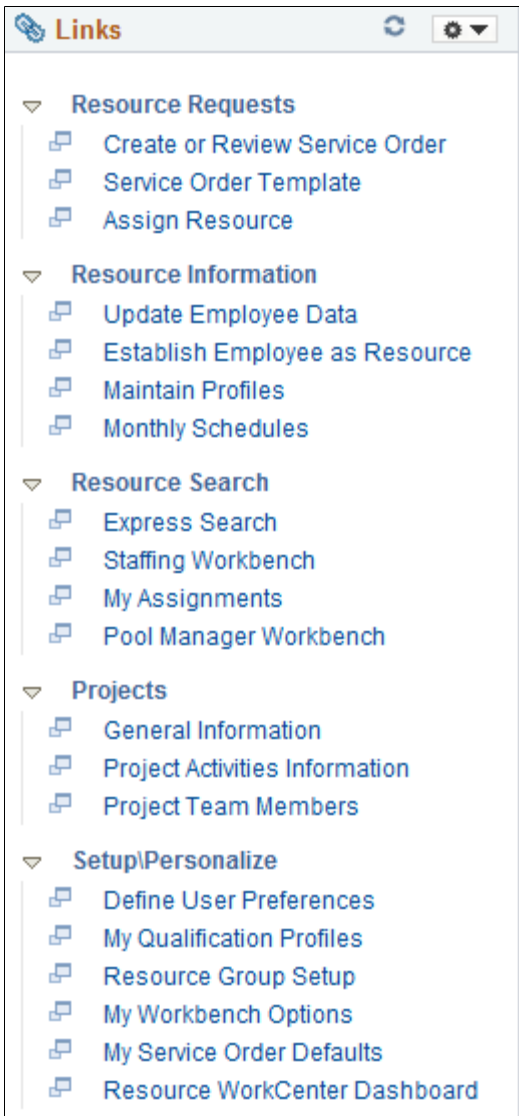 Links
Resource Requests
Create or Review Service Order
Service Order Template
Assign Resource
Resource Information
Update Employee Data
Establish Employee as Resource
Maintain Profiles
Monthly Schedules
Resource Search
Express Search
Staffing Workbench
My Assignments
Pool Manager Workbench
Projects
General Information
Project Activities Information
Project Team Members
Setup\Personalize
Define User Preferences
My Qualification Profiles
Resource Group Setup
My Workbench Options
My Service Order Defaults
Resource WorkCenter Dashboard